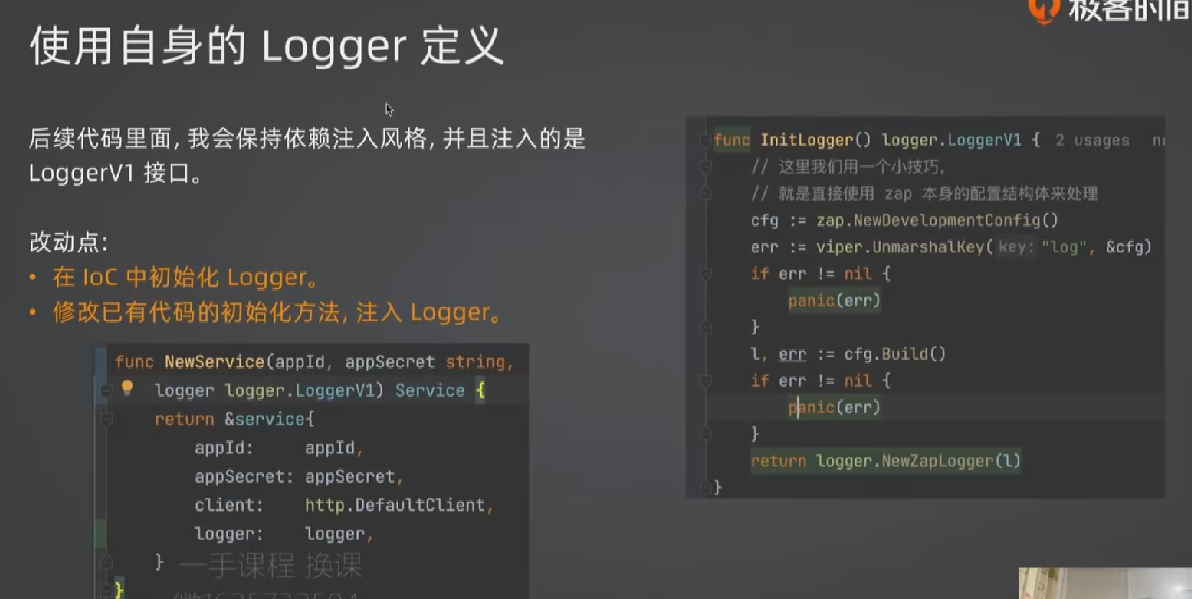 极客时间
使用自身的 Logger 定义
后续代码里面, 我会保持依赖注入风格, 并且注入的是
LoggerV1 接口。
改动点:
• 在 IoC 中初始化 Logger。
• 修改已有代码的初始化方法, 注入 Logger。
func NewService(appId, appSecret string,
logger logger.LoggerV1) Service {
return &service{
appId:     appId,
appSecret: appSecret,
client:    http.DefaultClient,
logger:    logger,
}
}
一手课程 换课
func InitLogger() logger.LoggerV1 { 2 usages
// 这里我们用一个小技巧,
// 就是直接使用 zap 本身的配置结构体来处理
cfg := zap.NewDevelopmentConfig()
err := viper.UnmarshalKey( key: "log", &cfg)
if err != nil {
panic(err)
}
l, err := cfg.Build()
if err != nil {
panic(err)
}
return logger.NewZapLogger(l)
}